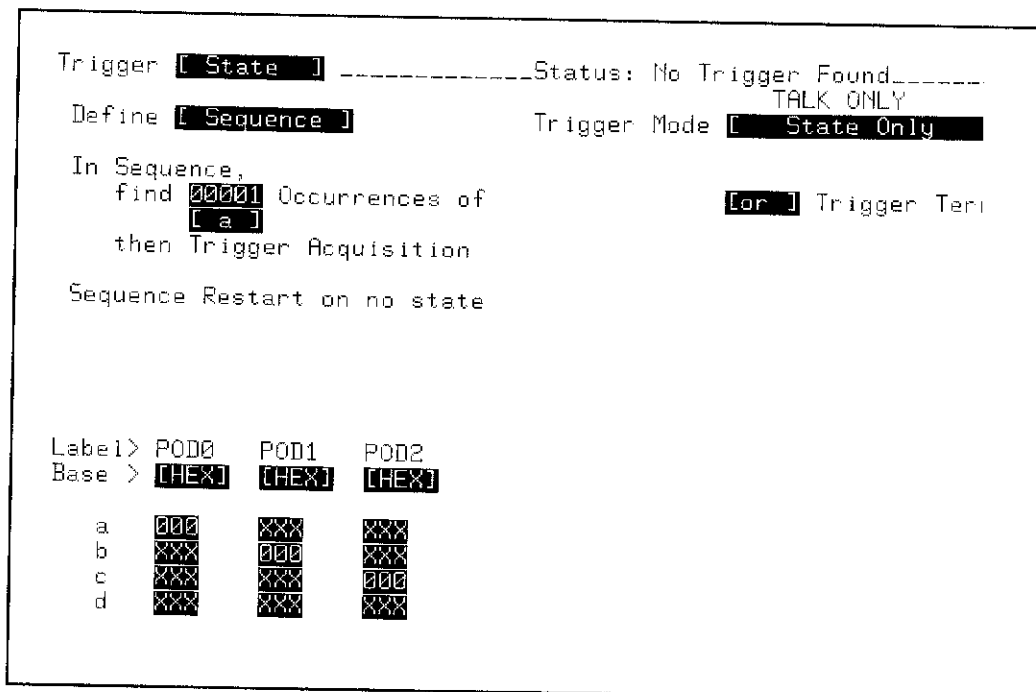 Trigger [ State ] _____________Status: No Trigger Found______
TALK ONLY
Define [ Sequence ] Trigger Mode [ State Only
In Sequence,
find 00001 Occurrences of [or ] Trigger
[ a ]
then Trigger Acquisition
Sequence Restart on no state
Label> POD0 POD1 POD2
Base > [HEX] [HEX] [HEX]
a 000 XXX XXX
b XXX 000 XXX
c XXX XXX 000
d XXX XXX XXX